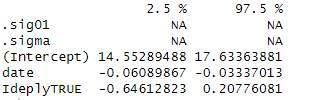 2.5 % 97.5 %
.sig01 NA NA
.sigma NA NA
(Intercept) 14.55289488 17.63363881
date -0.06089867 -0.03337013
IdeplyTRUE -0.64612823 0.20776081